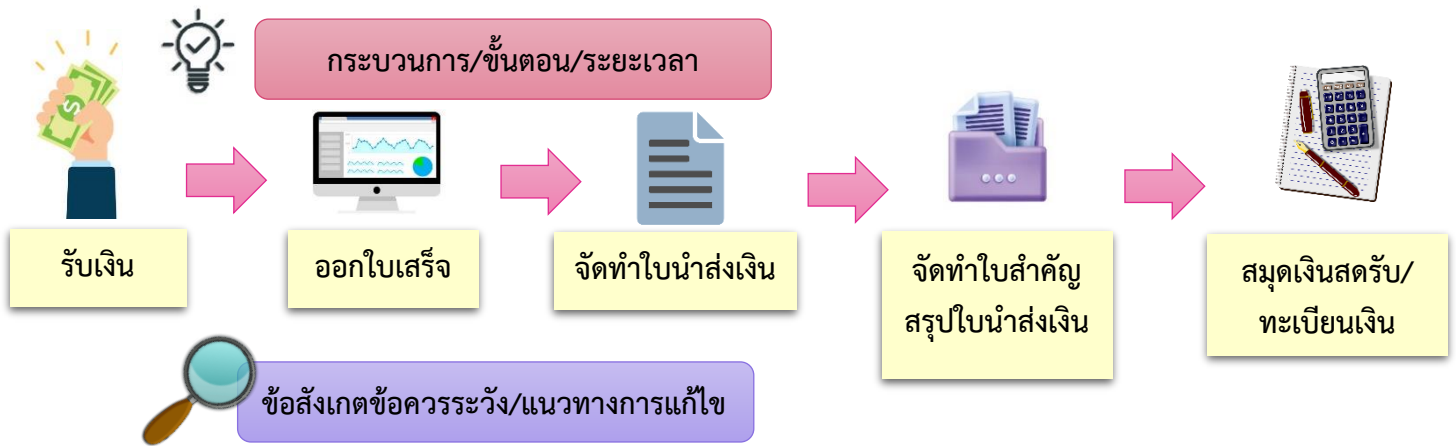 กระบวนการ/ขั้นตอน/ระยะเวลา
รับเงิน
ออกใบเสร็จ
จัดทำใบนำส่งเงิน
จัดทำใบสำคัญ
สรุปใบนำส่งเงิน
สมุดเงินสดรับ/
ทะเบียนเงิน
ข้อสังเกตข้อควรระวัง/แนวทางการแก้ไข